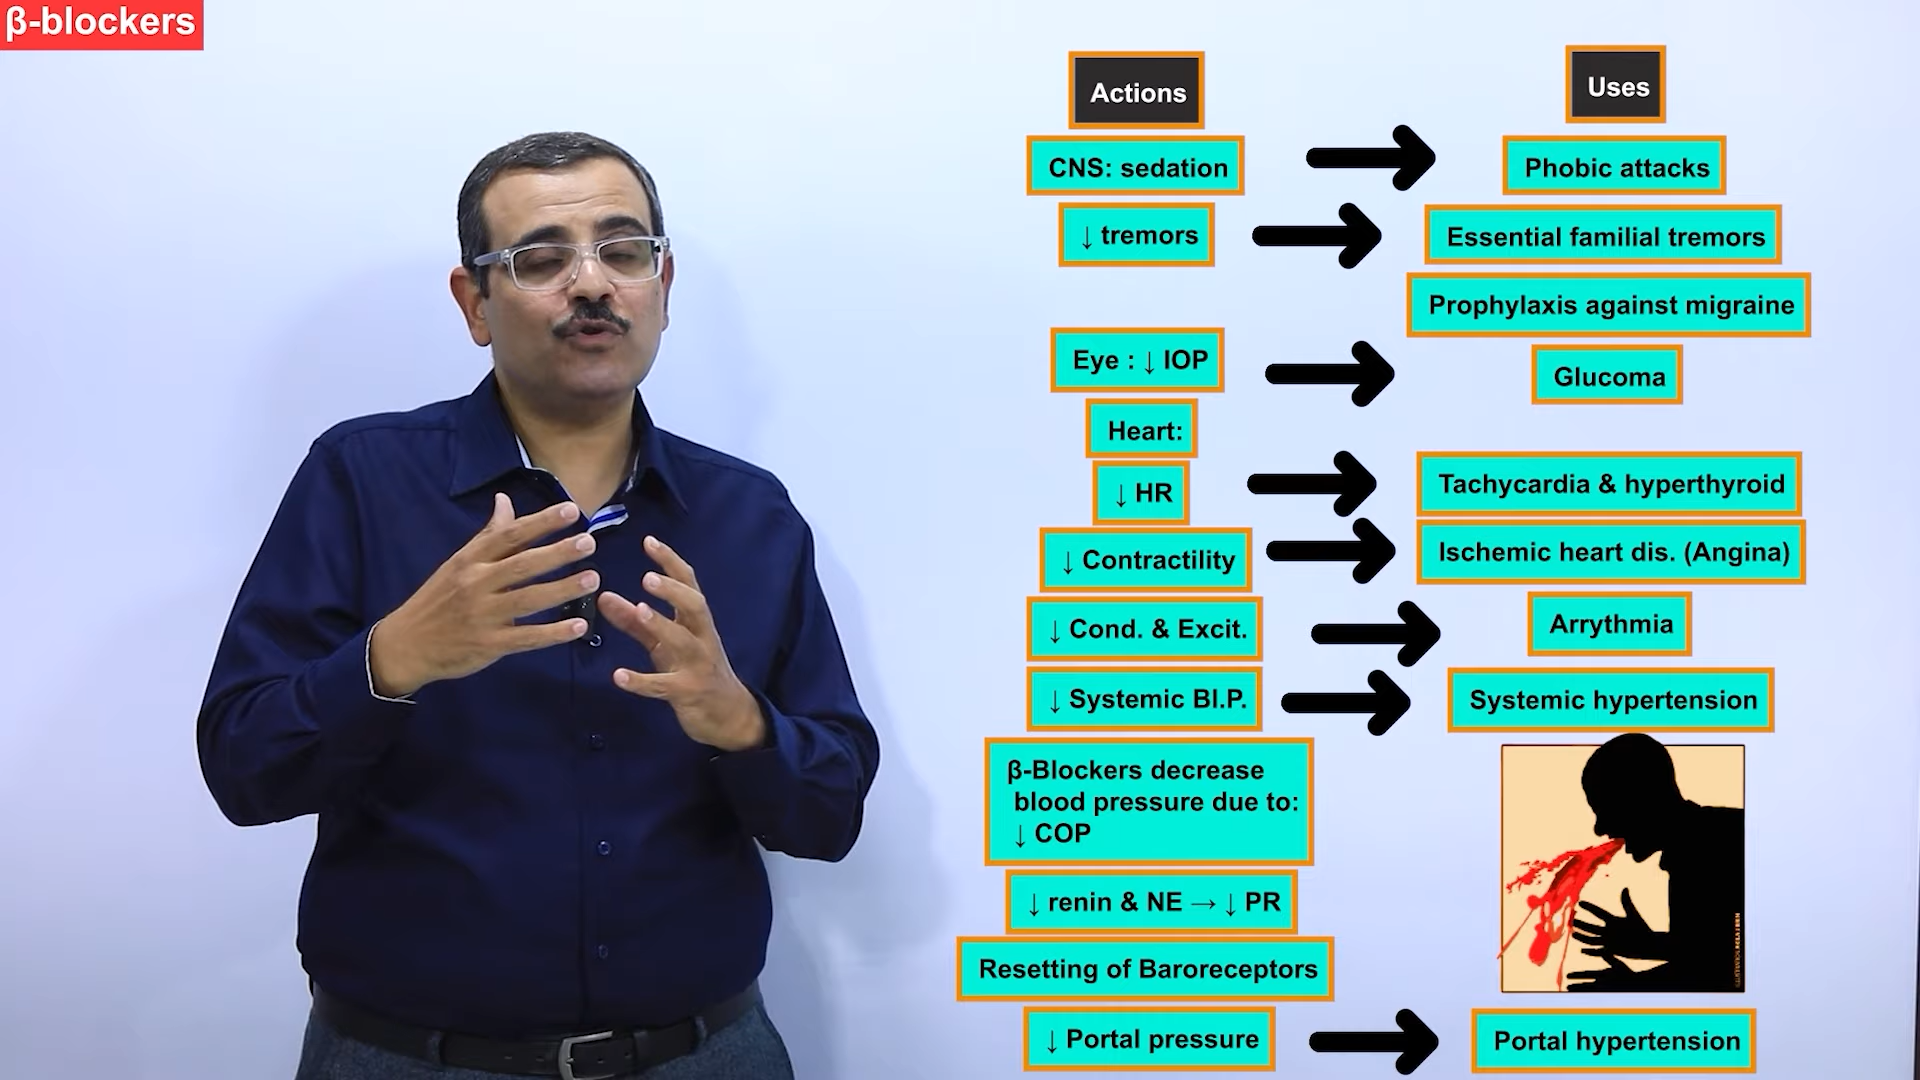 β-blockers
Actions
Uses
CNS: sedation
Phobic attacks
↓ tremors
Essential familial tremors
Prophylaxis against migraine
Eye : ↓ IOP
Glucoma
Heart:
↓ HR
Tachycardia & hyperthyroid
↓ Contractility
Ischemic heart dis. (Angina)
↓ Cond. & Excit.
Arrythmia
↓ Systemic Bl.P.
Systemic hypertension
β-Blockers decrease
blood pressure due to:
↓ COP
↓ renin & NE → ↓ PR
Resetting of Baroreceptors
↓ Portal pressure
Portal hypertension